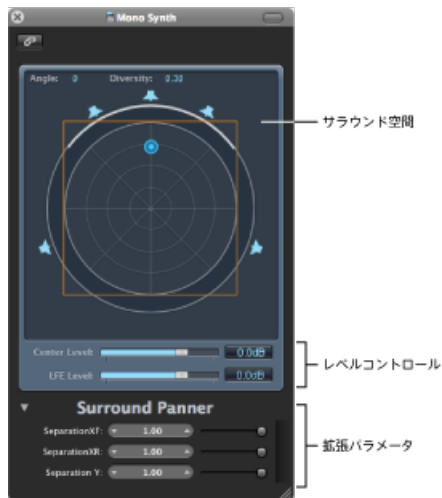 Mono Synth
Angle: 0 Diversity: 0.30
サラウンド空間
Center Level: 0.0dB
レベルコントロール
LFE Level: 0.0dB
Surround Panner
SeparationXF: 1.00
拡張パラメータ
SeparationXR: 1.00
Separation Y: 1.00